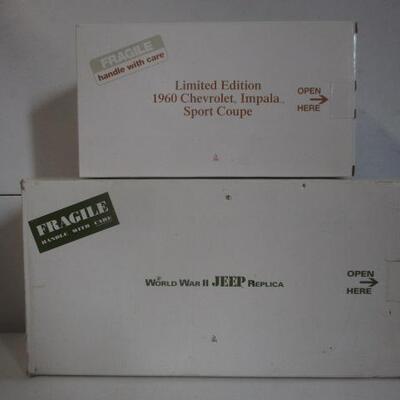 FRAGILE
handle with care
Limited Edition
1960 Chevrolet® Impala™
Sport Coupe
OPEN
HERE
FRAGILE
HANDLE WITH CARE
WORLD WAR II JEEP REPLICA
OPEN
HERE